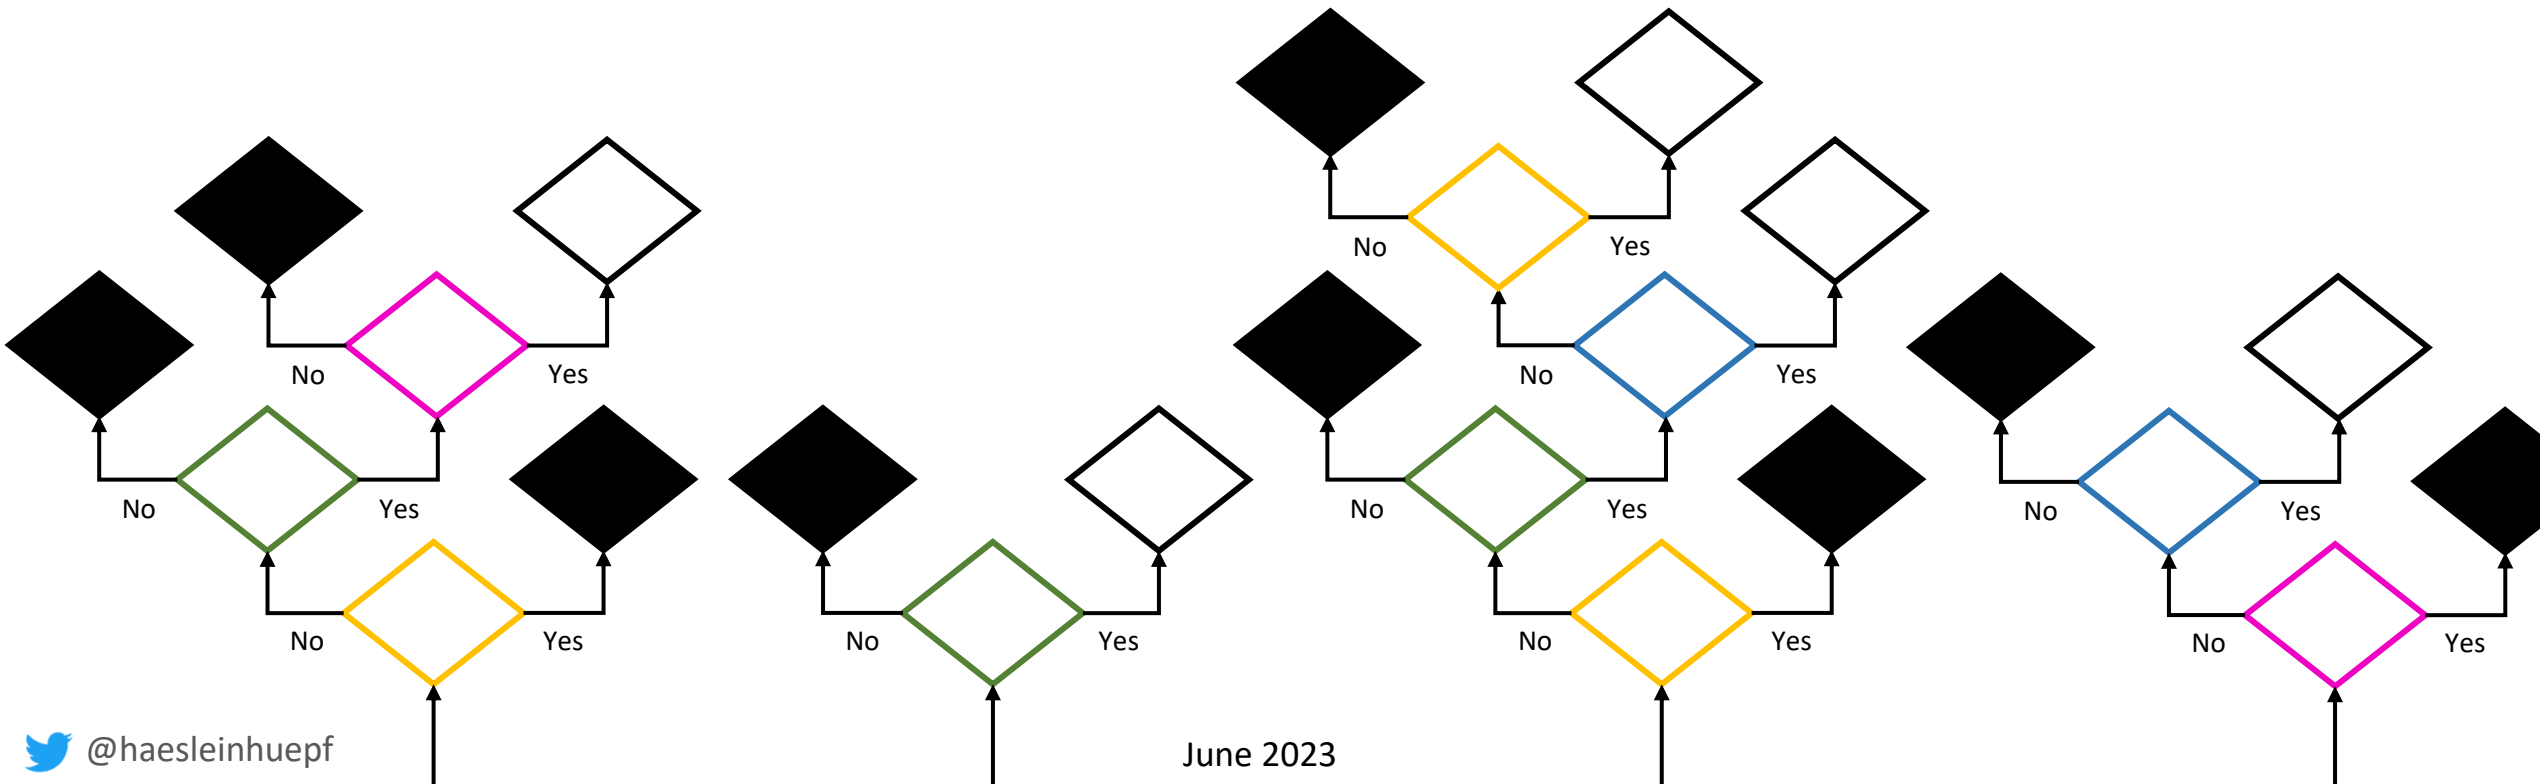 No
Yes
No
Yes
No
Yes
No
Yes
No
Yes
No
Yes
No
Yes
No
Yes
No
Yes
No
Yes
@haesleinhuepf
June 2023